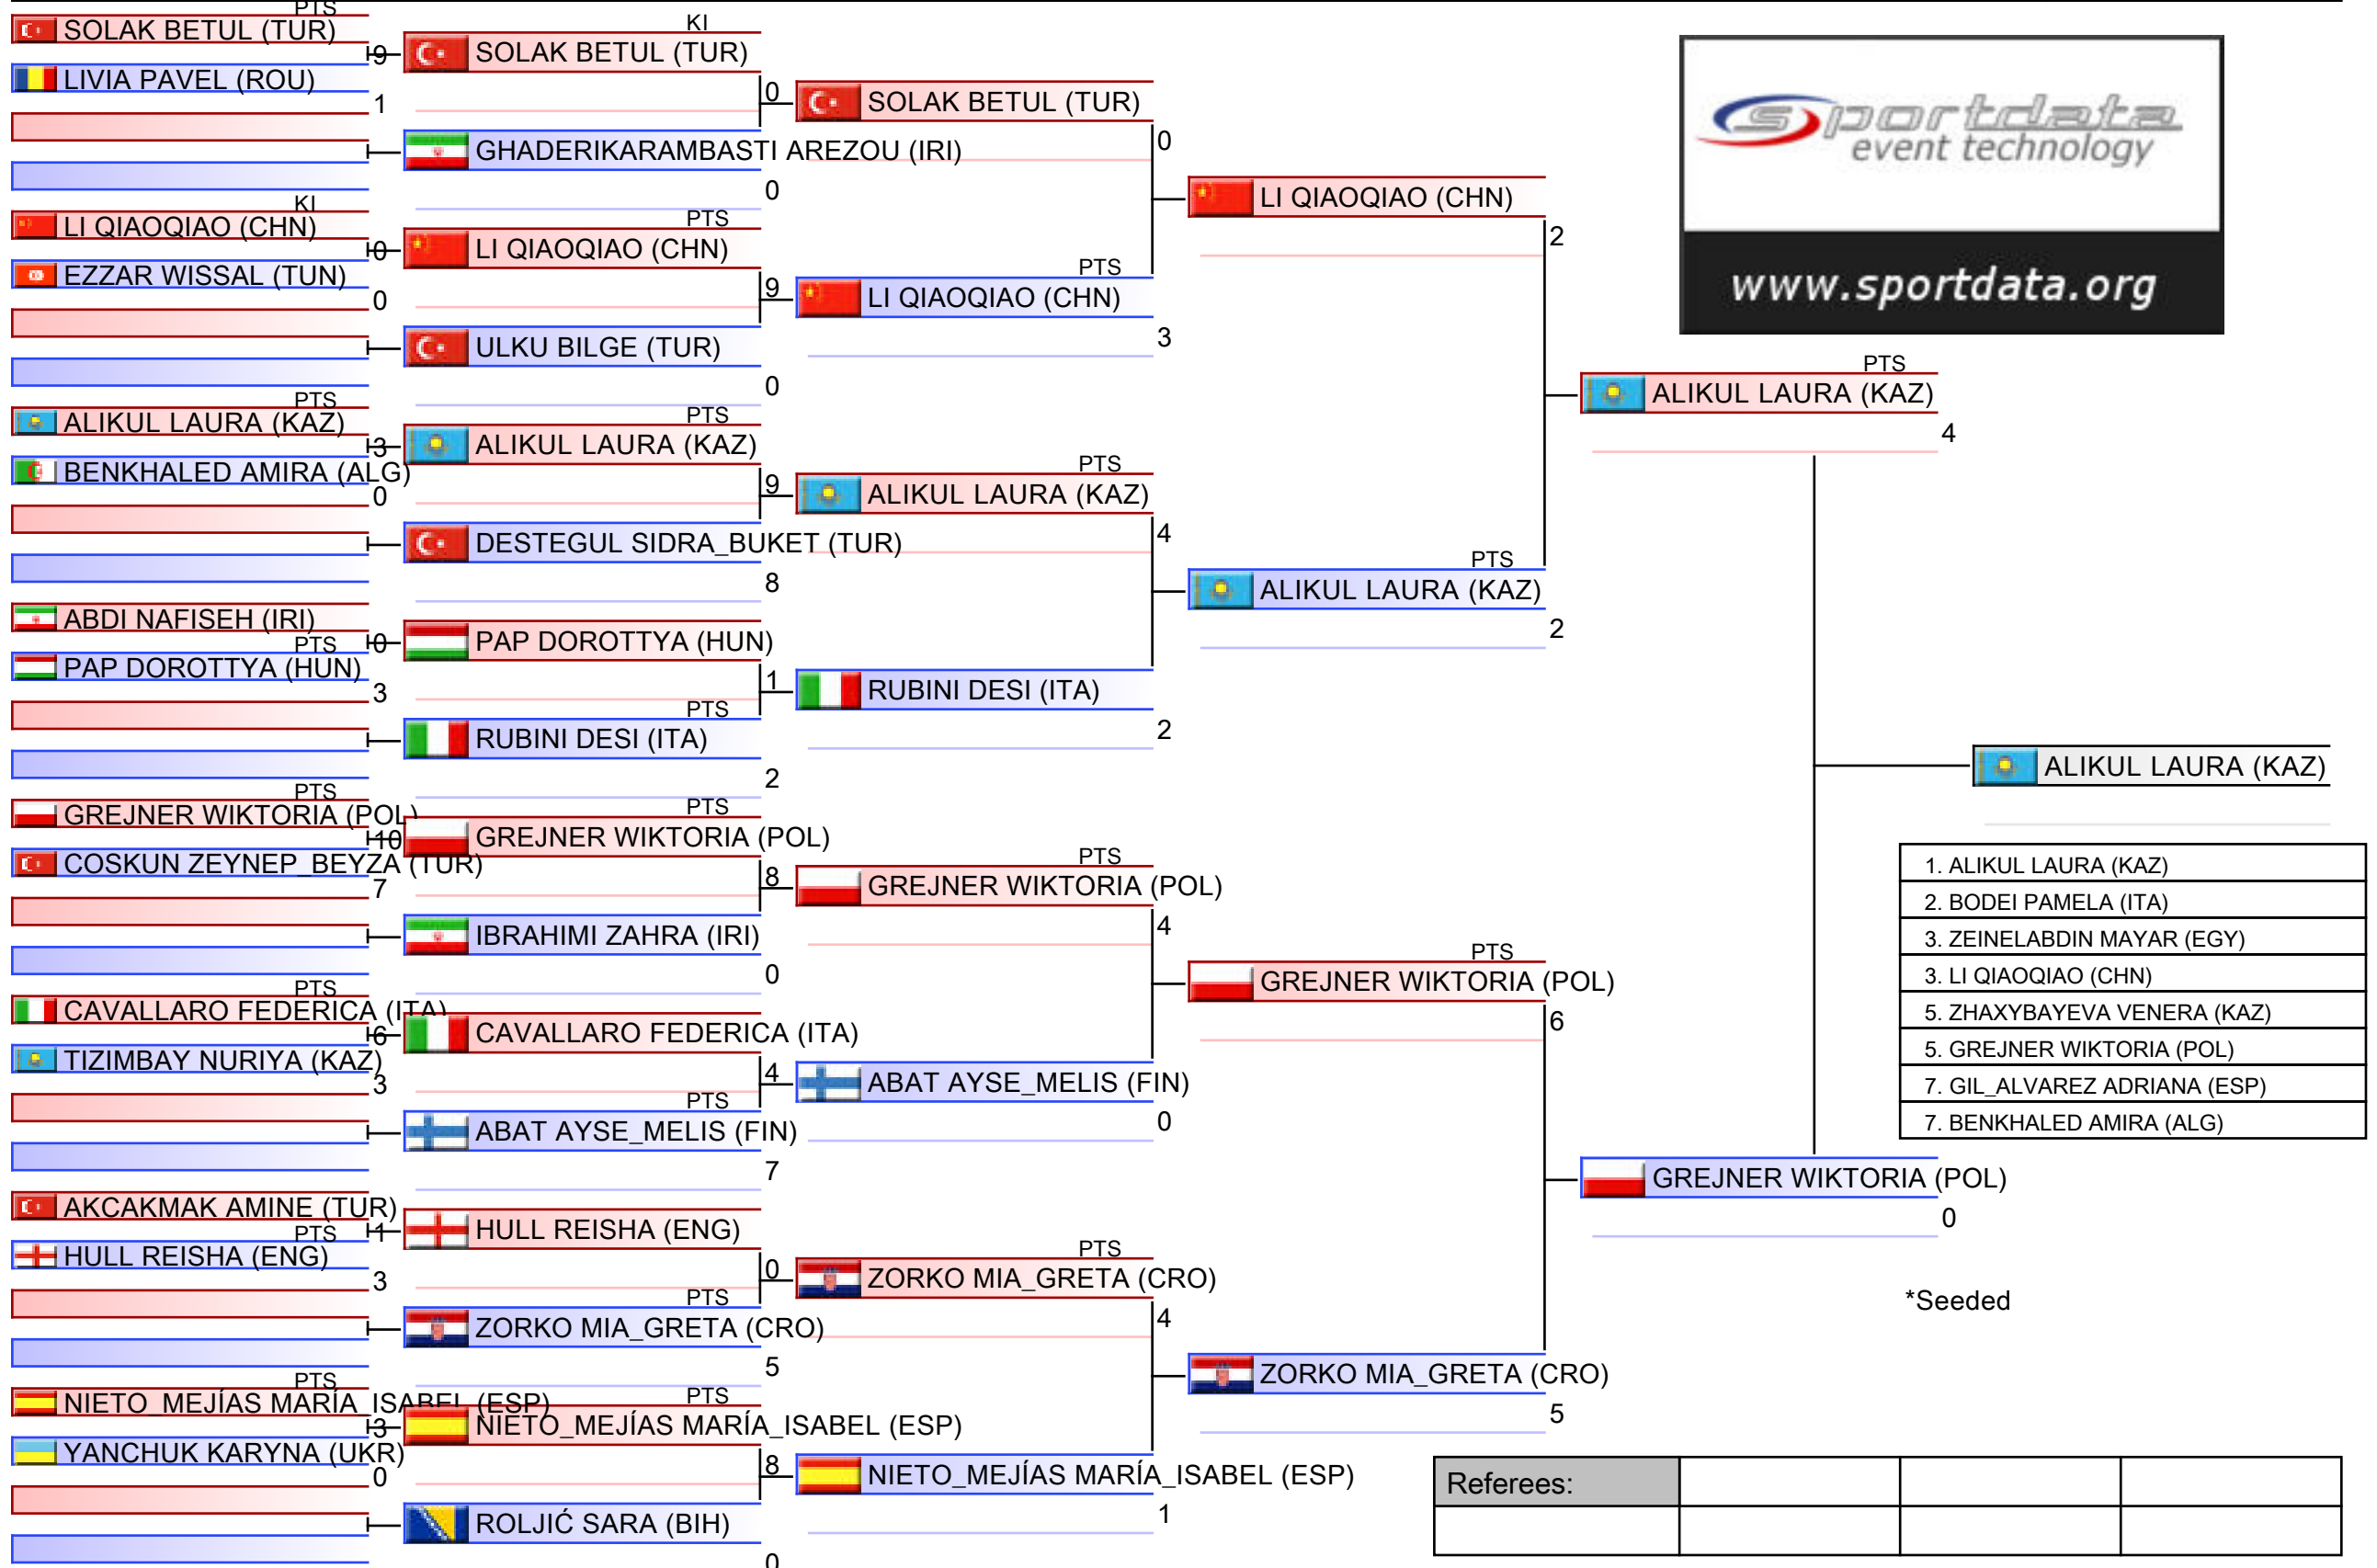 PTS
SOLAK BETUL (TUR)
9
LIVIA PAVEL (ROU)
1
KI
LI QIAOQIAO (CHN)
0
EZZAR WISSAL (TUN)
0
PTS
ALIKUL LAURA (KAZ)
3
BENKHALED AMIRA (ALG)
0
ABDI NAFISEH (IRI)
0
PTS
PAP DOROTTYA (HUN)
3
PTS
GREJNER WIKTORIA (POL)
10
COSKUN ZEYNEP_BEYZA (TUR)
7
PTS
CAVALLARO FEDERICA (ITA)
6
TIZIMBAY NURIYA (KAZ)
3
AKCAKMAK AMINE (TUR)
1
PTS
HULL REISHA (ENG)
3
PTS
NIETO_MEJÍAS MARÍA_ISABEL (ESP)
3
YANCHUK KARYNA (UKR)
0
KI
SOLAK BETUL (TUR)
0
GHADERIKARAMBASTI AREZOU (IRI)
0
PTS
LI QIAOQIAO (CHN)
9
ULKU BILGE (TUR)
0
PTS
ALIKUL LAURA (KAZ)
9
DESTEGUL SIDRA_BUKET (TUR)
8
PAP DOROTTYA (HUN)
1
PTS
RUBINI DESI (ITA)
2
PTS
GREJNER WIKTORIA (POL)
8
IBRAHIMI ZAHRA (IRI)
0
CAVALLARO FEDERICA (ITA)
4
PTS
ABAT AYSE_MELIS (FIN)
7
HULL REISHA (ENG)
0
PTS
ZORKO MIA_GRETA (CRO)
5
PTS
NIETO_MEJÍAS MARÍA_ISABEL (ESP)
8
ROLJIĆ SARA (BIH)
0
SOLAK BETUL (TUR)
0
PTS
LI QIAOQIAO (CHN)
3
PTS
ALIKUL LAURA (KAZ)
4
RUBINI DESI (ITA)
2
PTS
GREJNER WIKTORIA (POL)
4
ABAT AYSE_MELIS (FIN)
0
PTS
ZORKO MIA_GRETA (CRO)
4
NIETO_MEJÍAS MARÍA_ISABEL (ESP)
1
LI QIAOQIAO (CHN)
2
PTS
ALIKUL LAURA (KAZ)
2
PTS
GREJNER WIKTORIA (POL)
6
ZORKO MIA_GRETA (CRO)
5
sportdata
event technology
www.sportdata.org
PTS
ALIKUL LAURA (KAZ)
4
GREJNER WIKTORIA (POL)
0
ALIKUL LAURA (KAZ)
1. ALIKUL LAURA (KAZ)
2. BODEI PAMELA (ITA)
3. ZEINELABDIN MAYAR (EGY)
3. LI QIAOQIAO (CHN)
5. ZHAXYBAYEVA VENERA (KAZ)
5. GREJNER WIKTORIA (POL)
7. GIL_ALVAREZ ADRIANA (ESP)
7. BENKHALED AMIRA (ALG)
*Seeded
Referees: